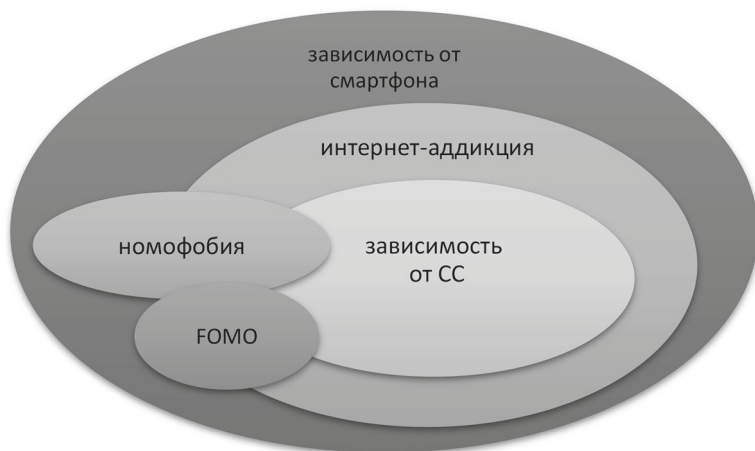 зависимость от
смартфона
интернет-аддикция
номофобия
зависимость
от СС
FOMO